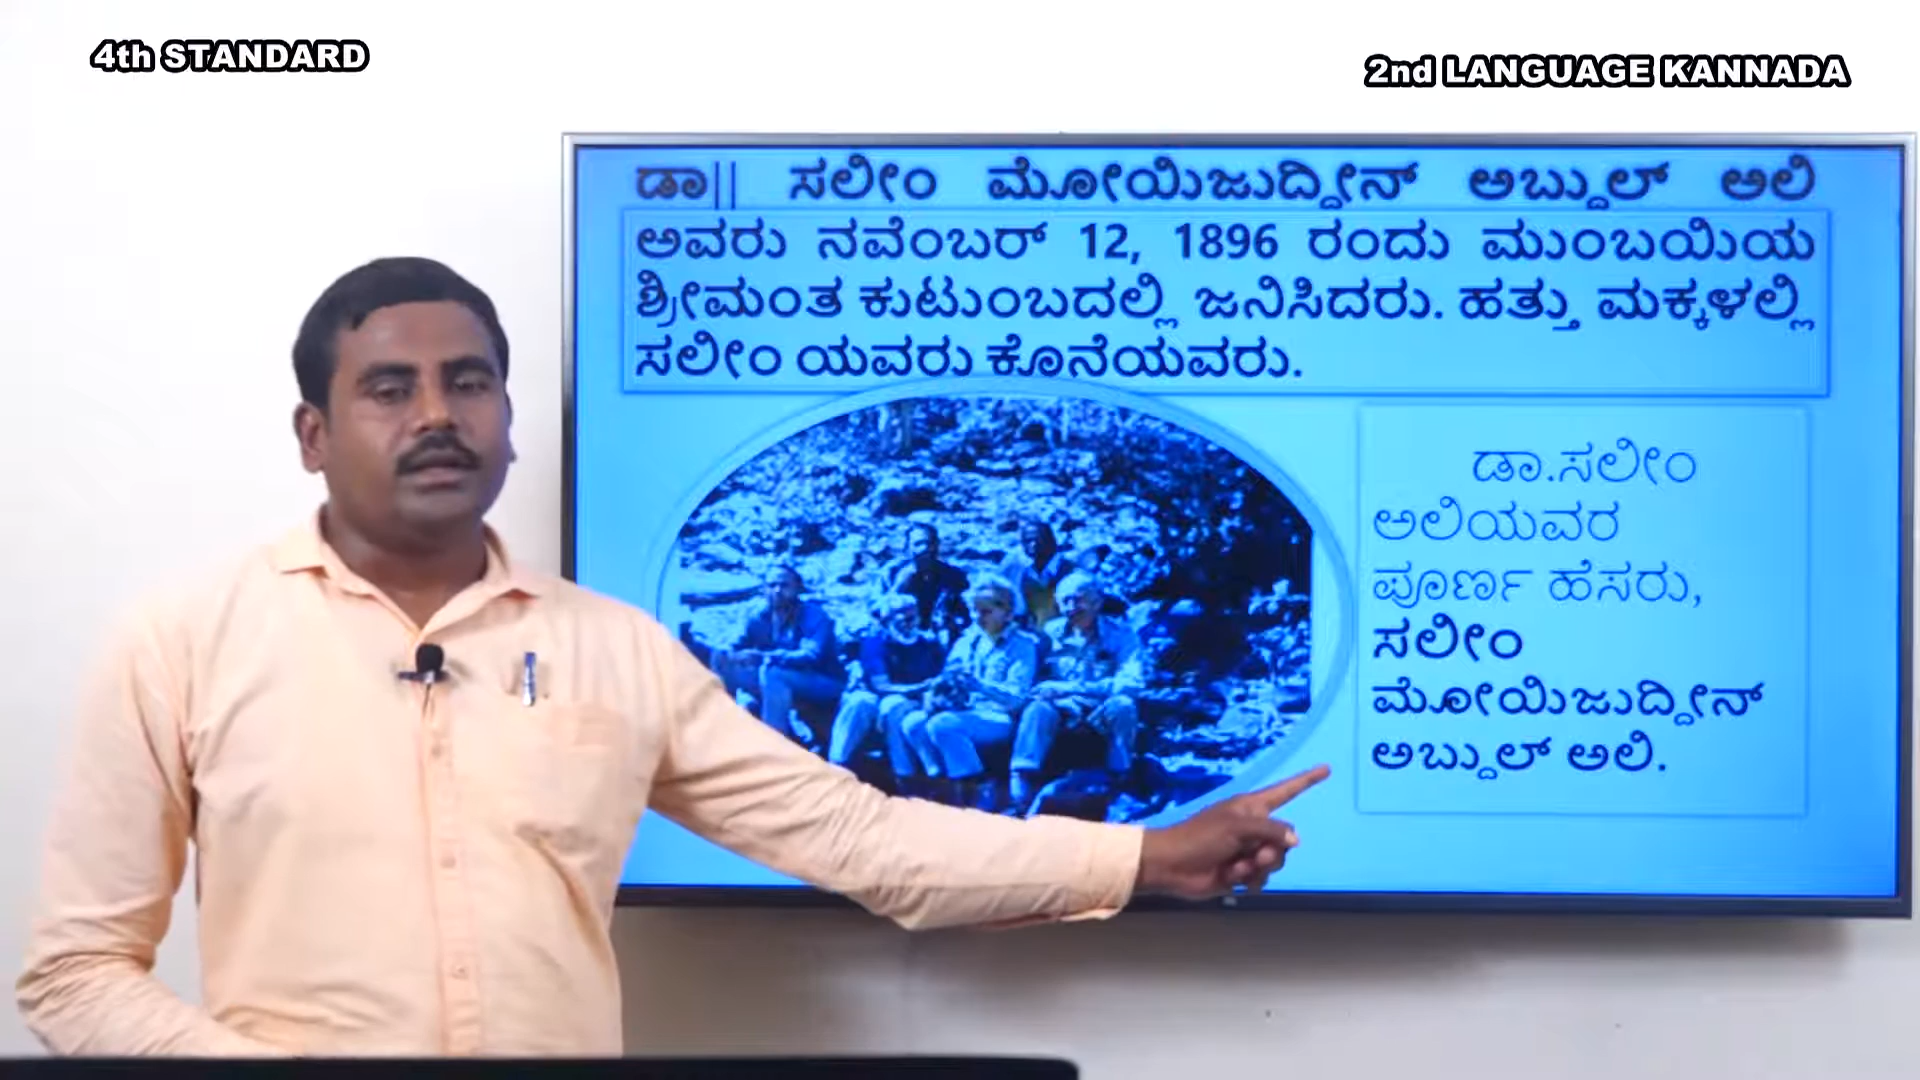 4th STANDARD
2nd LANGUAGE KANNADA
ಡಾ|| ಸಲೀಂ ಮೋಯಿಜುದ್ದೀನ್ ಅಬ್ದುಲ್ ಅಲಿ
ಅವರು ನವೆಂಬರ್ 12, 1896 ರಂದು ಮುಂಬಯಿಯ
ಶ್ರೀಮಂತ ಕುಟುಂಬದಲ್ಲಿ ಜನಿಸಿದರು. ಹತ್ತು ಮಕ್ಕಳಲ್ಲಿ
ಸಲೀಂ ಯವರು ಕೊನೆಯವರು.
ಡಾ.ಸಲೀಂ
ಅಲಿಯವರ
ಪೂರ್ಣ ಹೆಸರು,
ಸಲೀಂ
ಮೋಯಿಜುದ್ದೀನ್
ಅಬ್ದುಲ್ ಅಲಿ.